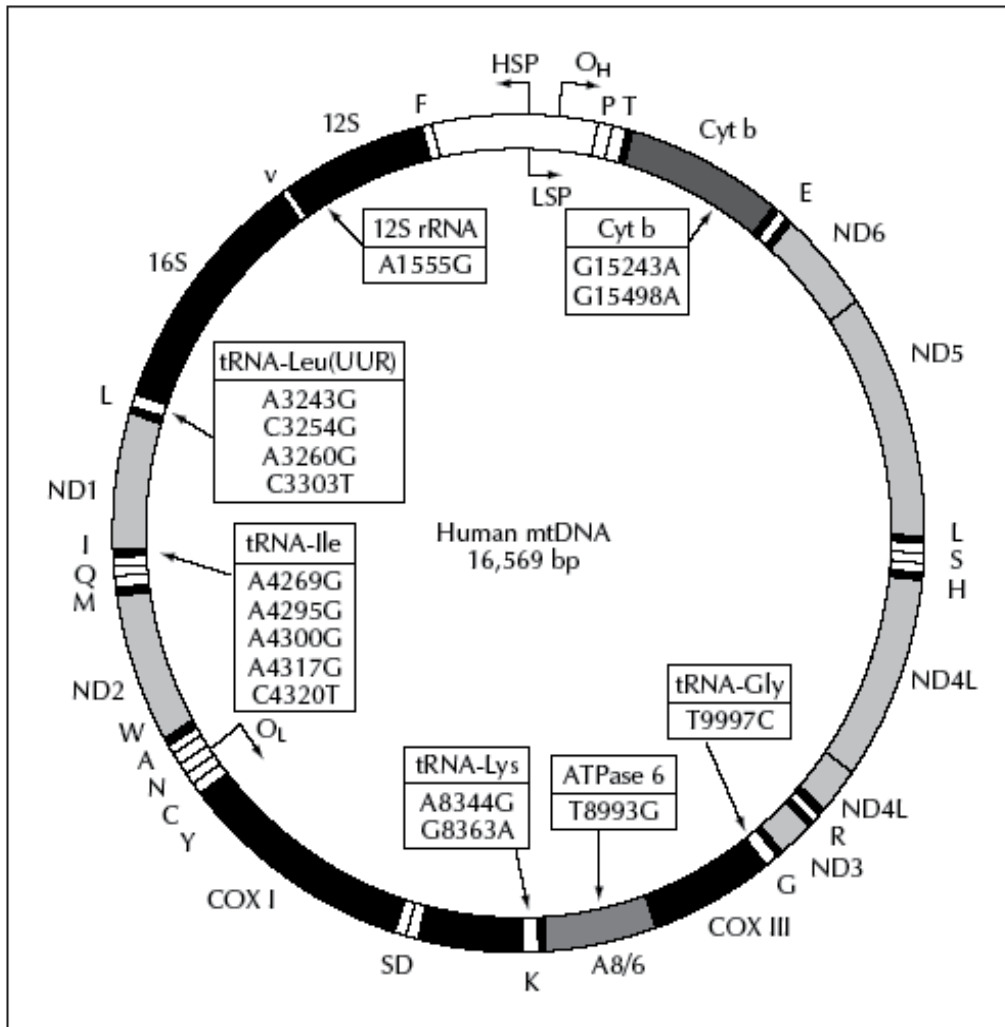 HSP
OH
F
P T
12S
Cyt b
v
LSP
E
12S rRNA
A1555G
Cyt b
G15243A
G15498A
ND6
16S
ND5
tRNA-Leu(UUR)
A3243G
C3254G
A3260G
C3303T
L
ND1
Human mtDNA
16,569 bp
I
Q
M
tRNA-Ile
A4269G
A4295G
A4300G
A4317G
C4320T
L
S
H
ND2
ND4L
tRNA-Gly
T9997C
W
A
N
C
Y
OL
tRNA-Lys
A8344G
G8363A
ATPase 6
T8993G
ND4L
R
ND3
G
COX I
COX III
SD
K
A8/6